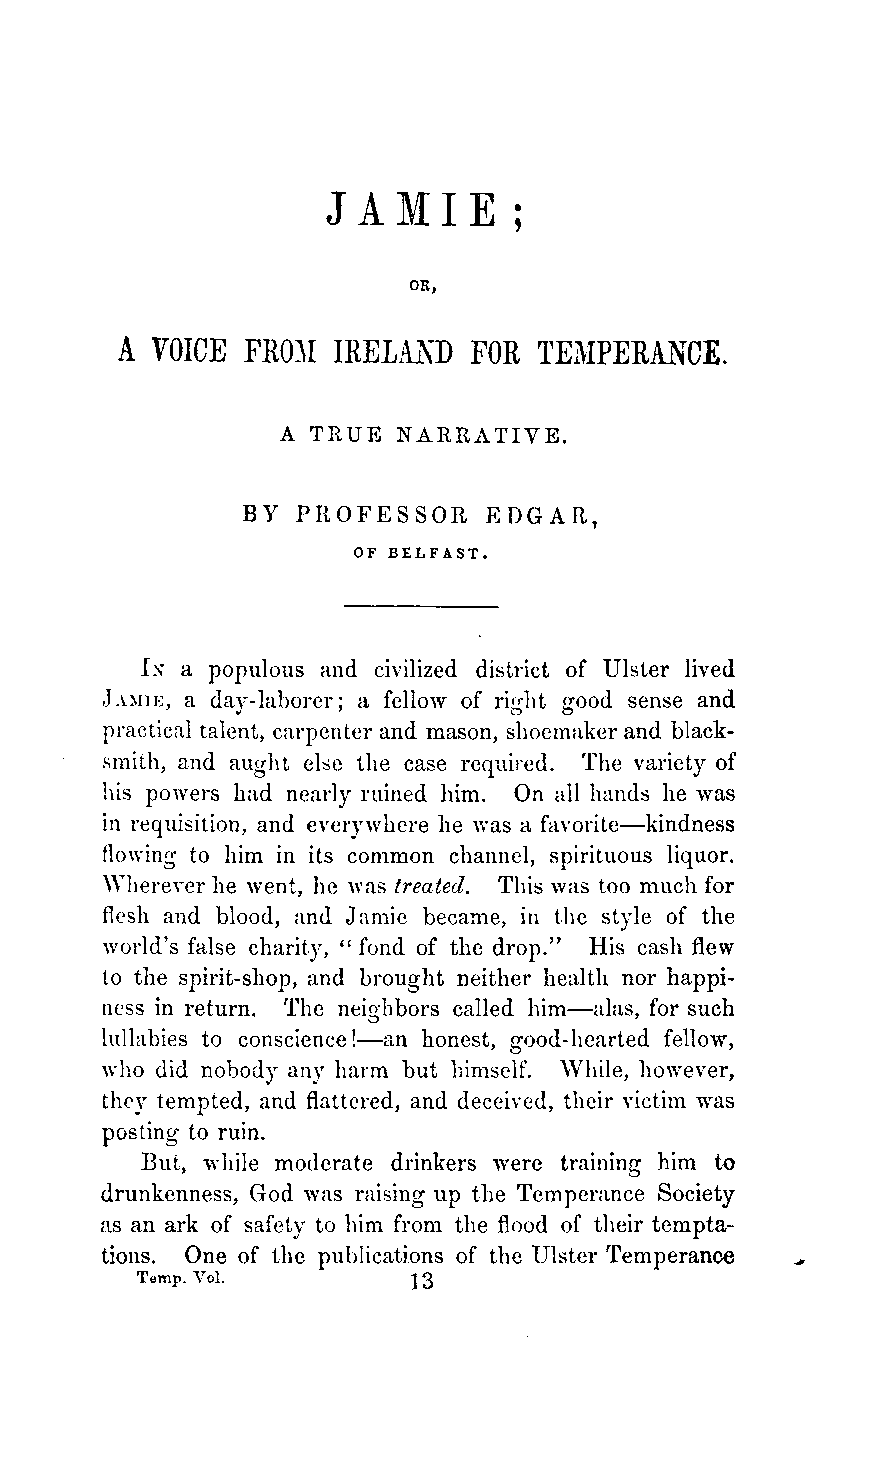 JAMIE;
OR,
A VOICE FROM IRELAND FOR TEMPERANCE.
A TRUE NARRATIVE.
BY PROFESSOR EDGAR,
OF BELFAST.
IN a populous and civilized district of Ulster lived
JAMIE, a day-laborer; a fellow of right good sense and
practical talent, carpenter and mason, shoemaker and black-
smith, and aught else the case required. The variety of
his powers had nearly ruined him. On all hands he was
in requisition, and everywhere he was a favorite—kindness
flowing to him in its common channel, spirituous liquor.
Wherever he went, he was treated. This was too much for
flesh and blood, and Jamie became, in the style of the
world's false charity, "fond of the drop." His cash flew
to the spirit-shop, and brought neither health nor happi-
ness in return. The neighbors called him—alas, for such
lullabies to conscience!—an honest, good-hearted fellow,
who did nobody any harm but himself. While, however,
they tempted, and flattered, and deceived, their victim was
posting to ruin.
But, while moderate drinkers were training him to
drunkenness, God was raising up the Temperance Society
as an ark of safety to him from the flood of their tempta-
tions. One of the publications of the Ulster Temperance
Temp. Vol. 13